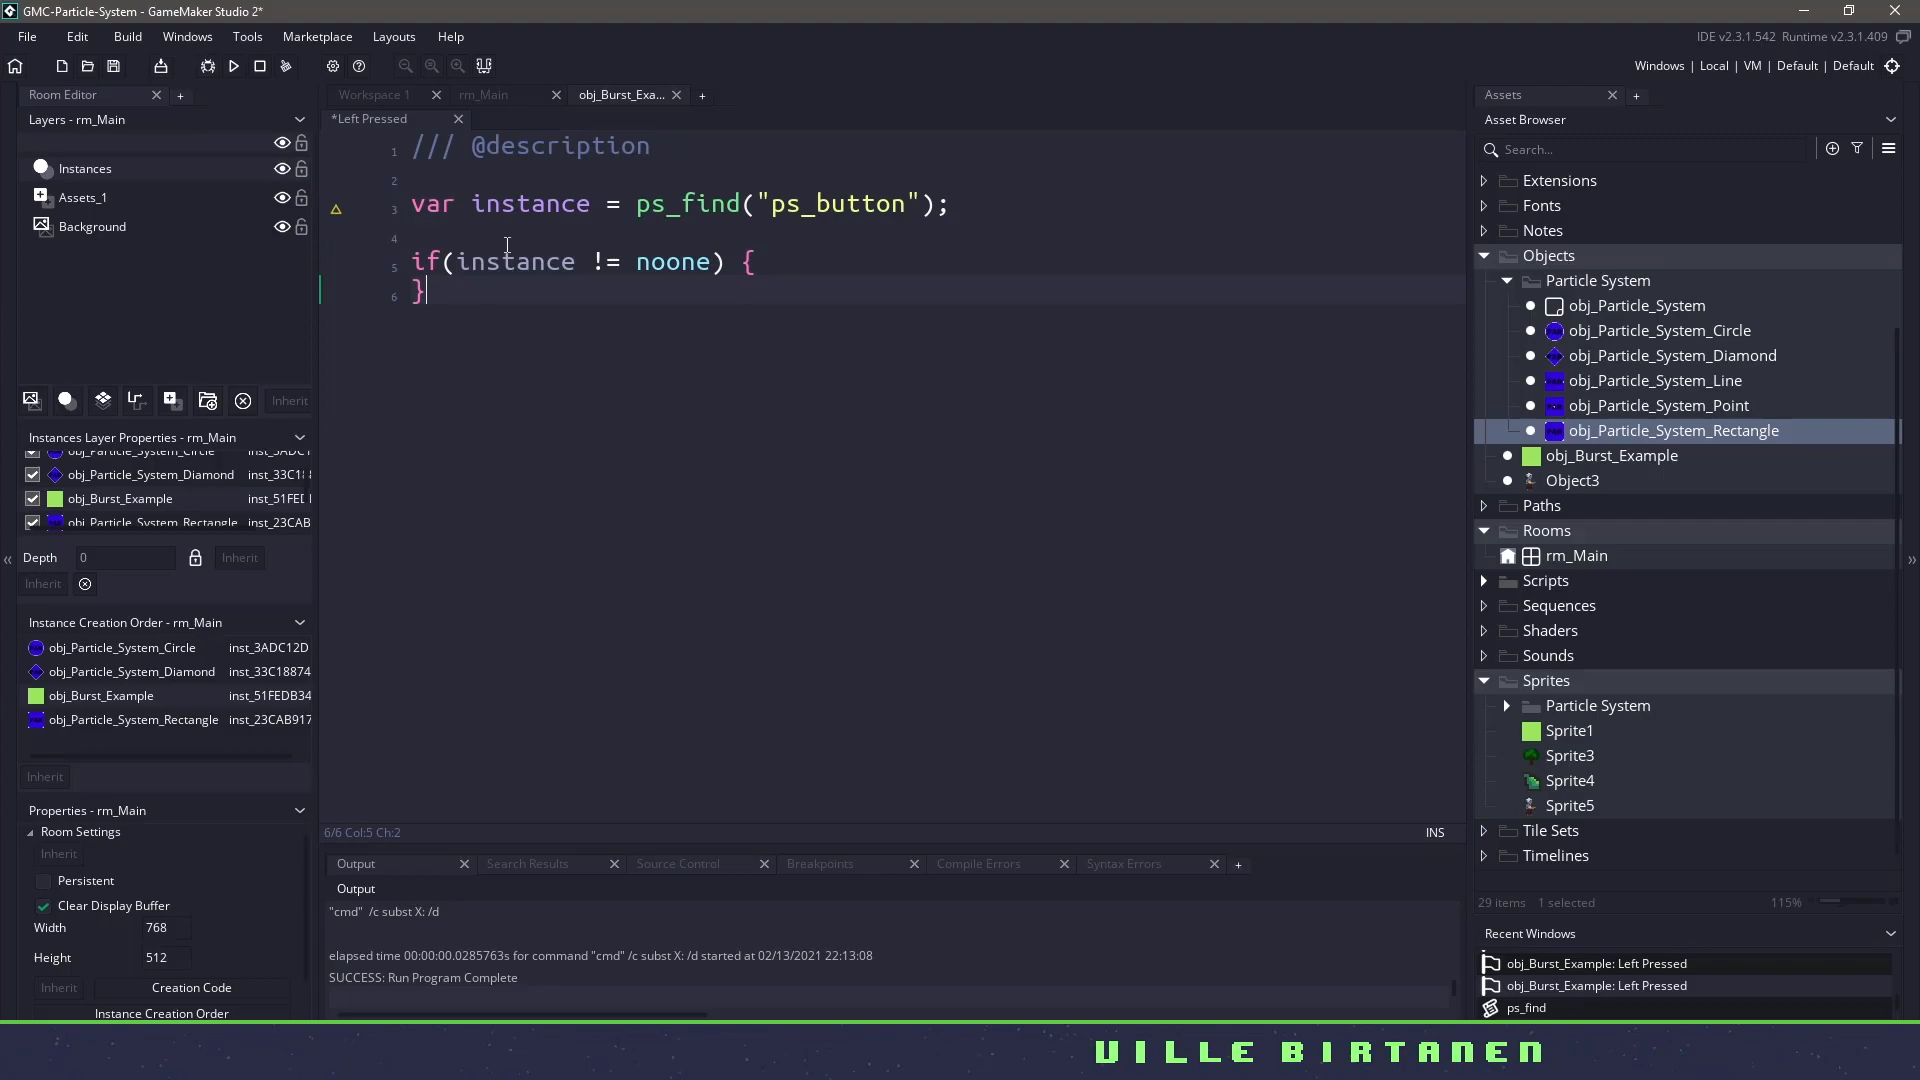 GMC-Particle-System - GameMaker Studio 2*
File Edit Build Windows Tools Marketplace Layouts Help
IDE v2.3.1.542 Runtime v2.3.1.409
Windows | Local | VM | Default | Default
Room Editor
Layers - rm_Main
Instances
Assets_1
Background
Inherit
Instances Layer Properties - rm_Main
obj_Particle_System_Circle inst_3ADC1
obj_Particle_System_Diamond inst_33C18
obj_Burst_Example inst_51FED
obj_Particle_System_Rectangle inst_23CAB
Depth 0 Inherit
Inherit
Instance Creation Order - rm_Main
obj_Particle_System_Circle inst_3ADC12D
obj_Particle_System_Diamond inst_33C18874
obj_Burst_Example inst_51FEDB34
obj_Particle_System_Rectangle inst_23CAB917
Inherit
Properties - rm_Main
Room Settings
Inherit
Persistent
Clear Display Buffer
Width 768
Height 512
Inherit Creation Code
Instance Creation Order
Workspace 1 rm_Main obj_Burst_Exa...
*Left Pressed
1 /// @description
2
3 var instance = ps_find("ps_button");
4
5 if(instance != noone) {
6 }
6/6 Col:5 Ch:2 INS
Output Search Results Source Control Breakpoints Compile Errors Syntax Errors
Output
"cmd" /c subst X: /d
elapsed time 00:00:00.0285763s for command "cmd" /c subst X: /d started at 02/13/2021 22:13:08
SUCCESS: Run Program Complete
Assets
Asset Browser
Search...
Extensions
Fonts
Notes
Objects
Particle System
obj_Particle_System
obj_Particle_System_Circle
obj_Particle_System_Diamond
obj_Particle_System_Line
obj_Particle_System_Point
obj_Particle_System_Rectangle
obj_Burst_Example
Object3
Paths
Rooms
rm_Main
Scripts
Sequences
Shaders
Sounds
Sprites
Particle System
Sprite1
Sprite3
Sprite4
Sprite5
Tile Sets
Timelines
29 items 1 selected 115%
Recent Windows
obj_Burst_Example: Left Pressed
obj_Burst_Example: Left Pressed
ps_find
VILLE BIRTANEN